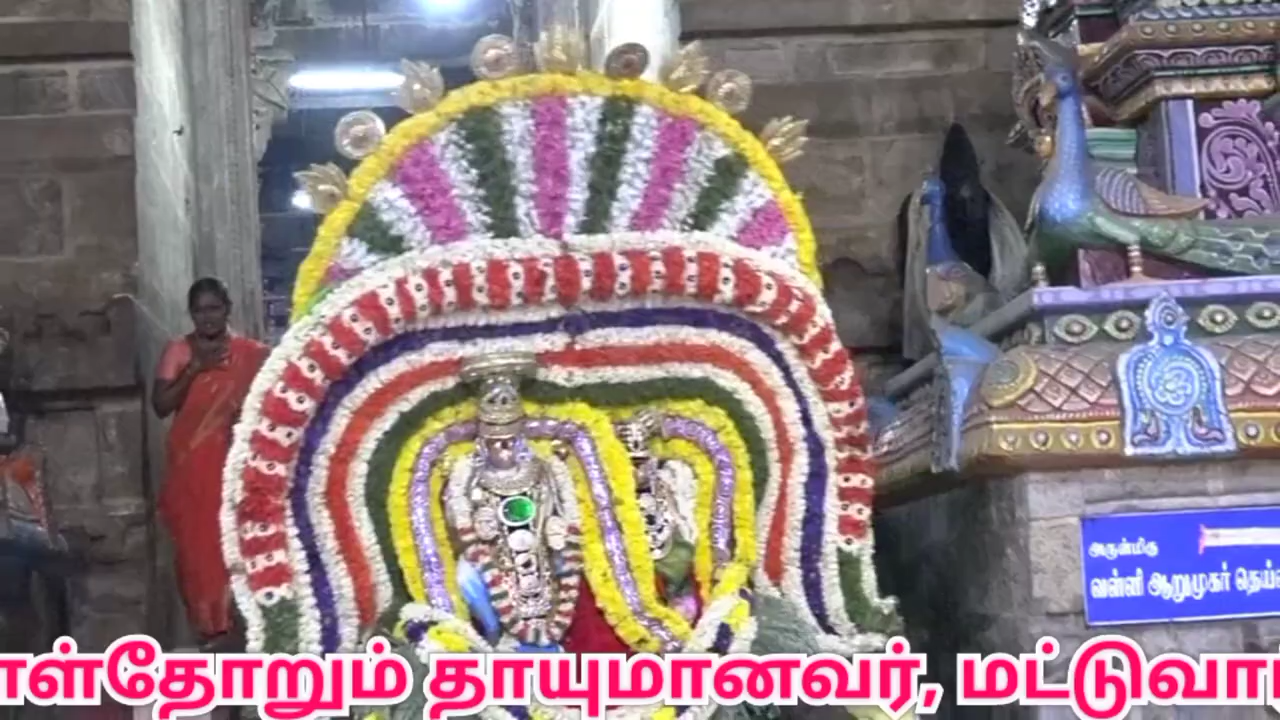 அருள்மிகு
வள்ளி ஆறுமுகர் தெய்
ாள்தோறும் தாயுமானவர், மட்டுவார்